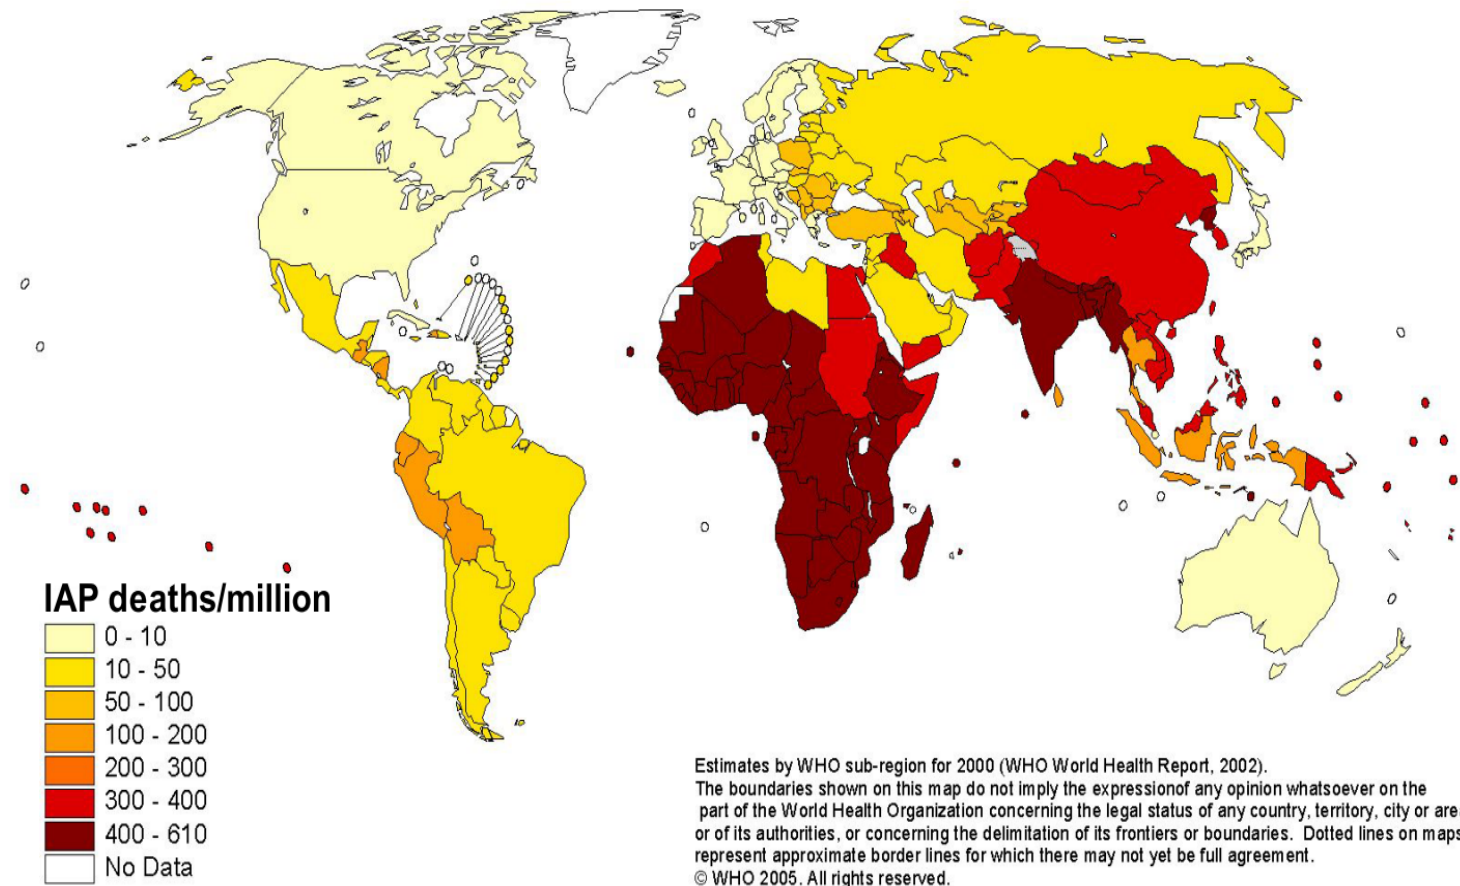 IAP deaths/million
0 - 10
10 - 50
50 - 100
100 - 200
200 - 300
300 - 400
400 - 610
No Data
Estimates by WHO sub-region for 2000 (WHO World Health Report, 2002).
The boundaries shown on this map do not imply the expressionof any opinion whatsoever on the
part of the World Health Organization concerning the legal status of any country, territory, city or are
or of its authorities, or concerning the delimitation of its frontiers or boundaries. Dotted lines on maps
represent approximate border lines for which there may not yet be full agreement.
© WHO 2005. All rights reserved.